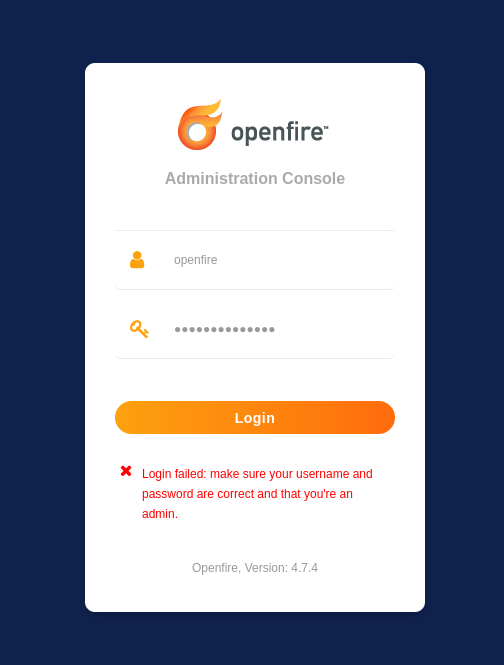 openfire™
Administration Console
openfire
••••••••••••••
Login
Login failed: make sure your username and
password are correct and that you're an
admin.
Openfire, Version: 4.7.4